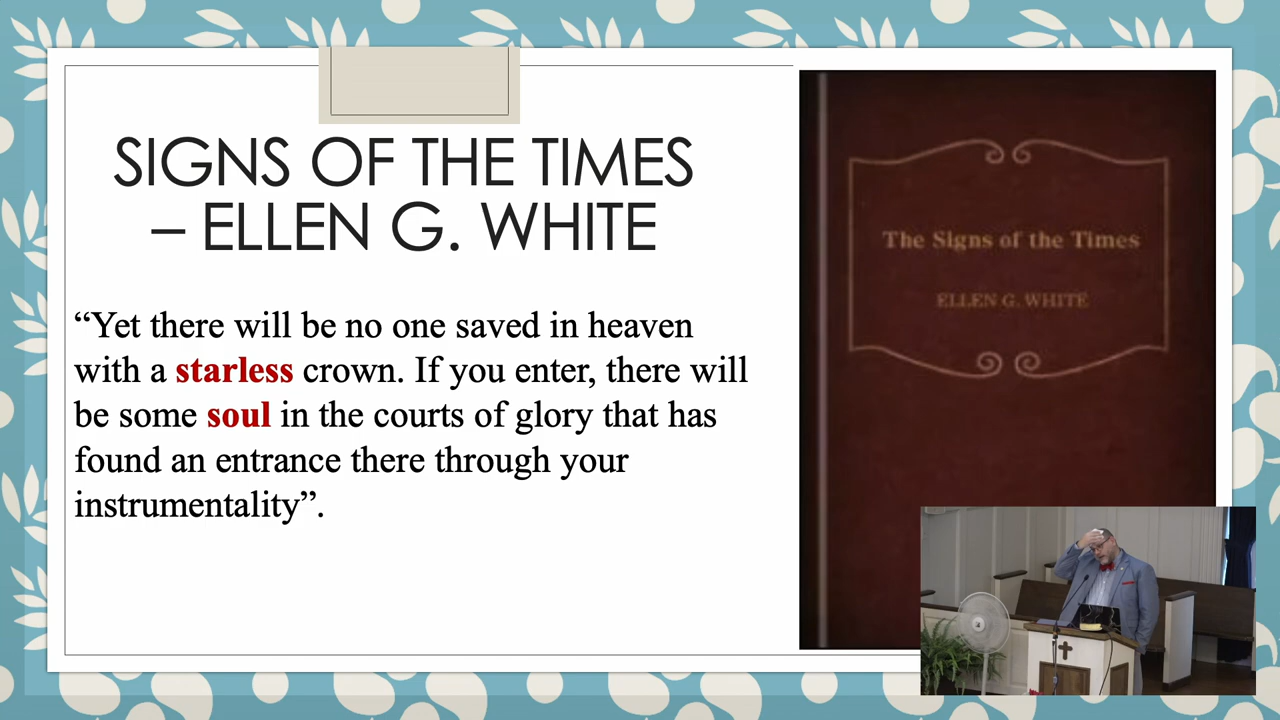 SIGNS OF THE TIMES
– ELLEN G. WHITE
“Yet there will be no one saved in heaven
with a starless crown. If you enter, there will
be some soul in the courts of glory that has
found an entrance there through your
instrumentality”.
The Signs of the Times
ELLEN G. WHITE